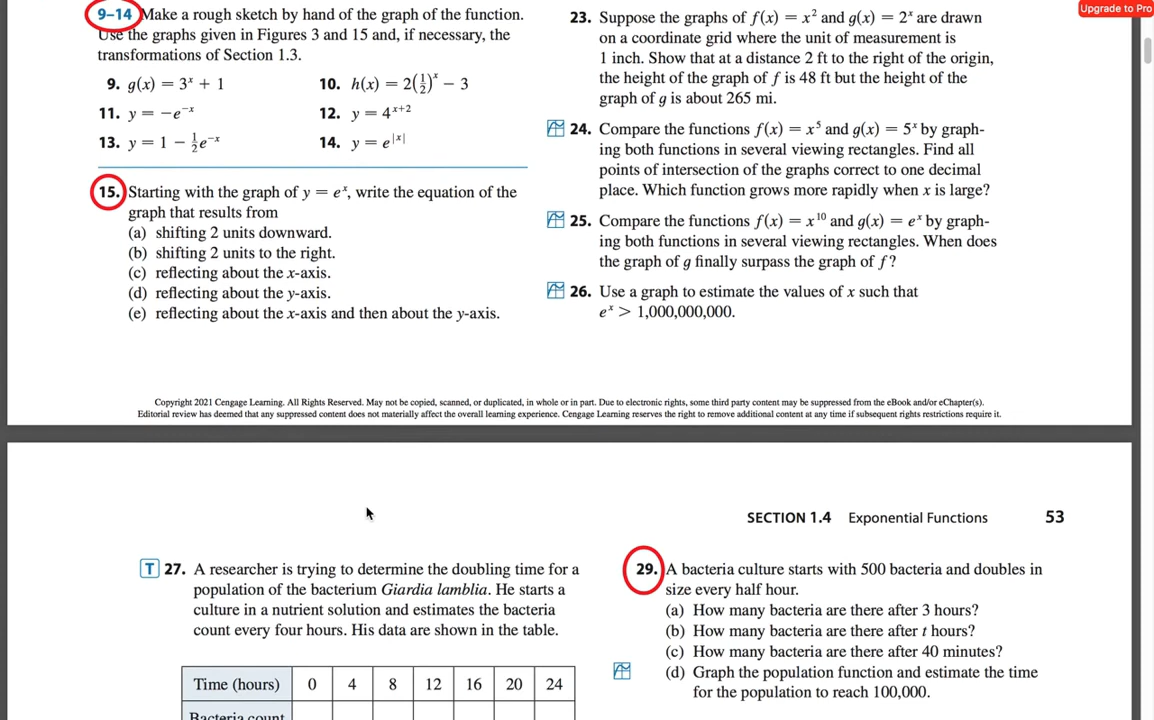 Upgrade to Pro
9–14 Make a rough sketch by hand of the graph of the function.
Use the graphs given in Figures 3 and 15 and, if necessary, the
transformations of Section 1.3.
9. g(x) = 3ˣ + 1
10. h(x) = 2(½)ˣ − 3
11. y = −e⁻ˣ
12. y = 4ˣ⁺²
13. y = 1 − ½e⁻ˣ
14. y = e^|x|
15. Starting with the graph of y = eˣ, write the equation of the
graph that results from
(a) shifting 2 units downward.
(b) shifting 2 units to the right.
(c) reflecting about the x-axis.
(d) reflecting about the y-axis.
(e) reflecting about the x-axis and then about the y-axis.
23. Suppose the graphs of f(x) = x² and g(x) = 2ˣ are drawn
on a coordinate grid where the unit of measurement is
1 inch. Show that at a distance 2 ft to the right of the origin,
the height of the graph of f is 48 ft but the height of the
graph of g is about 265 mi.
24. Compare the functions f(x) = x⁵ and g(x) = 5ˣ by graph-
ing both functions in several viewing rectangles. Find all
points of intersection of the graphs correct to one decimal
place. Which function grows more rapidly when x is large?
25. Compare the functions f(x) = x¹⁰ and g(x) = eˣ by graph-
ing both functions in several viewing rectangles. When does
the graph of g finally surpass the graph of f?
26. Use a graph to estimate the values of x such that
eˣ > 1,000,000,000.
Copyright 2021 Cengage Learning. All Rights Reserved. May not be copied, scanned, or duplicated, in whole or in part. Due to electronic rights, some third party content may be suppressed from the eBook and/or eChapter(s).
Editorial review has deemed that any suppressed content does not materially affect the overall learning experience. Cengage Learning reserves the right to remove additional content at any time if subsequent rights restrictions require it.
SECTION 1.4 Exponential Functions 53
T 27. A researcher is trying to determine the doubling time for a
population of the bacterium Giardia lamblia. He starts a
culture in a nutrient solution and estimates the bacteria
count every four hours. His data are shown in the table.
Time (hours) 0 4 8 12 16 20 24
Bacteria count
29. A bacteria culture starts with 500 bacteria and doubles in
size every half hour.
(a) How many bacteria are there after 3 hours?
(b) How many bacteria are there after t hours?
(c) How many bacteria are there after 40 minutes?
(d) Graph the population function and estimate the time
for the population to reach 100,000.